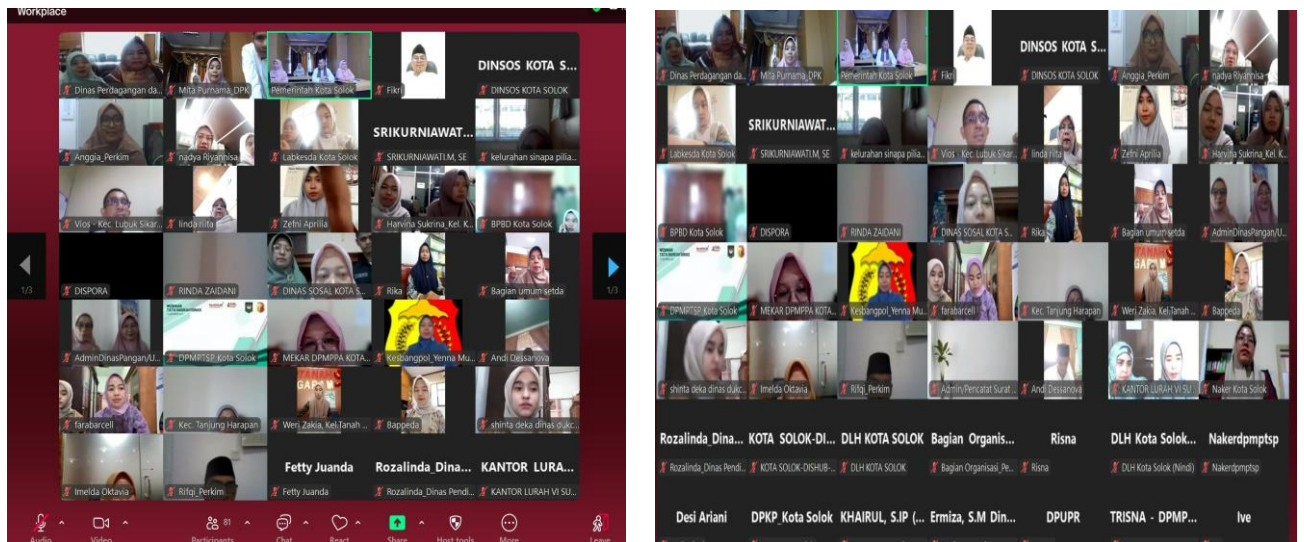 Workplace
DINSOS KOTA S...
Dinas Perdagangan da...
Mita Purnama_DPK
Pemerintah Kota Solok
Fikri
DINSOS KOTA SOLOK
SRIKURNIAWAT...
Anggia_Perkim
nadya Riyannisa
Labkesda Kota Solok
SRIKURNIAWATI.M, SE
kelurahan sinapa pilia...
Vios - Kec. Lubuk Sikar...
linda riita
Zefni Aprilia
Harvina Sukrina_Kel. K...
BPBD Kota Solok
1/3
1/3
DISPORA
RINDA ZAIDANI
DINAS SOSAL KOTA S...
Rika
Bagian umum setda
AdminDinasPangan/U...
DPMPTSP_Kota Solok
MEKAR DPMPPA KOTA...
Kesbangpol_Yenna Mu...
Andi Dessanova
TANAH
GARAM
farabarcell
Kec. Tanjung Harapan
Weri Zakia, Kel.Tanah ...
Bappeda
shinta deka dinas dukc...
Fetty Juanda
Rozalinda_Dina...
KANTOR LURA...
Imelda Oktavia
Rifqi_Perkim
Fetty Juanda
Rozalinda_Dinas Pendi...
KANTOR LURAH VI SU...
81
Audio
Video
Participants
Chat
React
Share
Host tools
More
Leave
DINSOS KOTA S...
Dinas Perdagangan da...
Mita Purnama_DPK
Pemerintah Kota Solok
Fikri
DINSOS KOTA SOLOK
Anggia_Perkim
nadya Riyannisa
SRIKURNIAWAT...
Labkesda Kota Solok
SRIKURNIAWATI.M, SE
kelurahan sinapa pilia...
Vios - Kec. Lubuk Sikar...
linda riita
Zefni Aprilia
Harvina Sukrina_Kel. K...
BPBD Kota Solok
DISPORA
RINDA ZAIDANI
DINAS SOSAL KOTA S...
Rika
Bagian umum setda
AdminDinasPangan/U...
DPMPTSP_Kota Solok
MEKAR DPMPPA KOTA...
Kesbangpol_Yenna Mu...
farabarcell
Kec. Tanjung Harapan
Weri Zakia, Kel.Tanah ...
Bappeda
shinta deka dinas dukc...
Imelda Oktavia
Rifqi_Perkim
Admin/Pencatat Surat ...
Andi Dessanova
KANTOR LURAH VI SU...
Naker Kota Solok
Rozalinda_Dina...
KOTA SOLOK-DI...
DLH KOTA SOLOK
Bagian Organis...
Risna
DLH Kota Solok...
Nakerdpmptsp
Rozalinda_Dinas Pendi...
KOTA SOLOK-DISHUB-...
DLH KOTA SOLOK
Bagian Organisasi_Pe...
Risna
DLH Kota Solok (Nindi)
Nakerdpmptsp
Desi Ariani
DPKP_Kota Solok
KHAIRUL, S.IP (...
Ermiza, S.M Din...
DPUPR
TRISNA - DPMP...
Ive